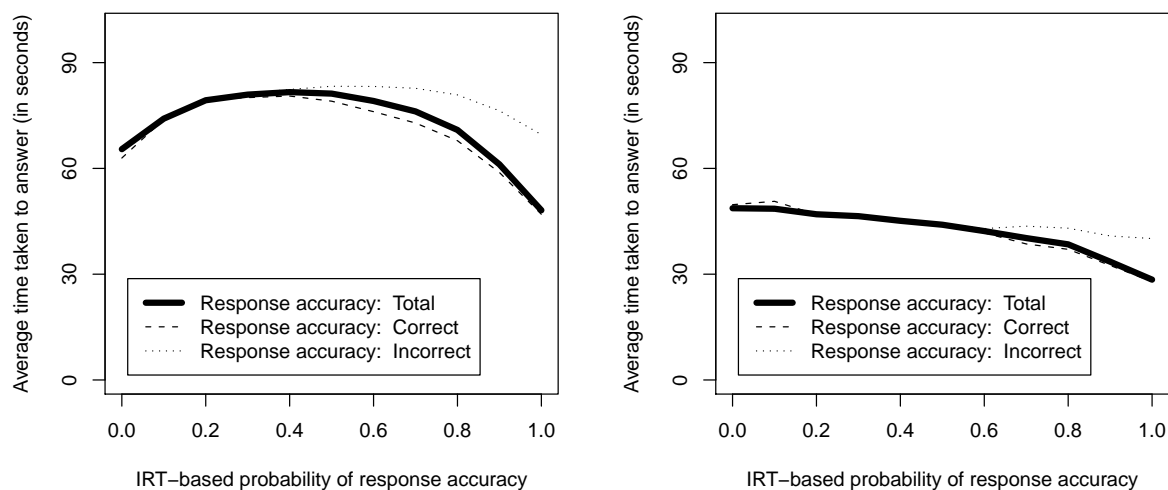 Average time taken to answer (in seconds)
90
60
30
0
Response accuracy: Total
Response accuracy: Correct
Response accuracy: Incorrect
0.0 0.2 0.4 0.6 0.8 1.0
IRT−based probability of response accuracy
Average time taken to answer (in seconds)
90
60
30
0
Response accuracy: Total
Response accuracy: Correct
Response accuracy: Incorrect
0.0 0.2 0.4 0.6 0.8 1.0
IRT−based probability of response accuracy